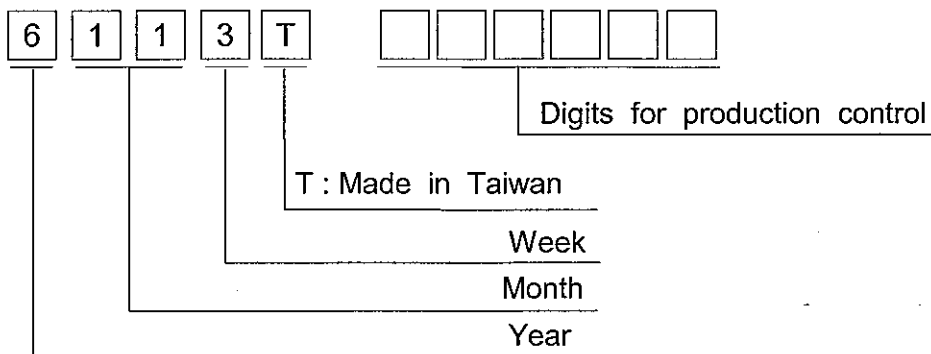 6 1 1 3 T
Digits for production control
T : Made in Taiwan
Week
Month
Year